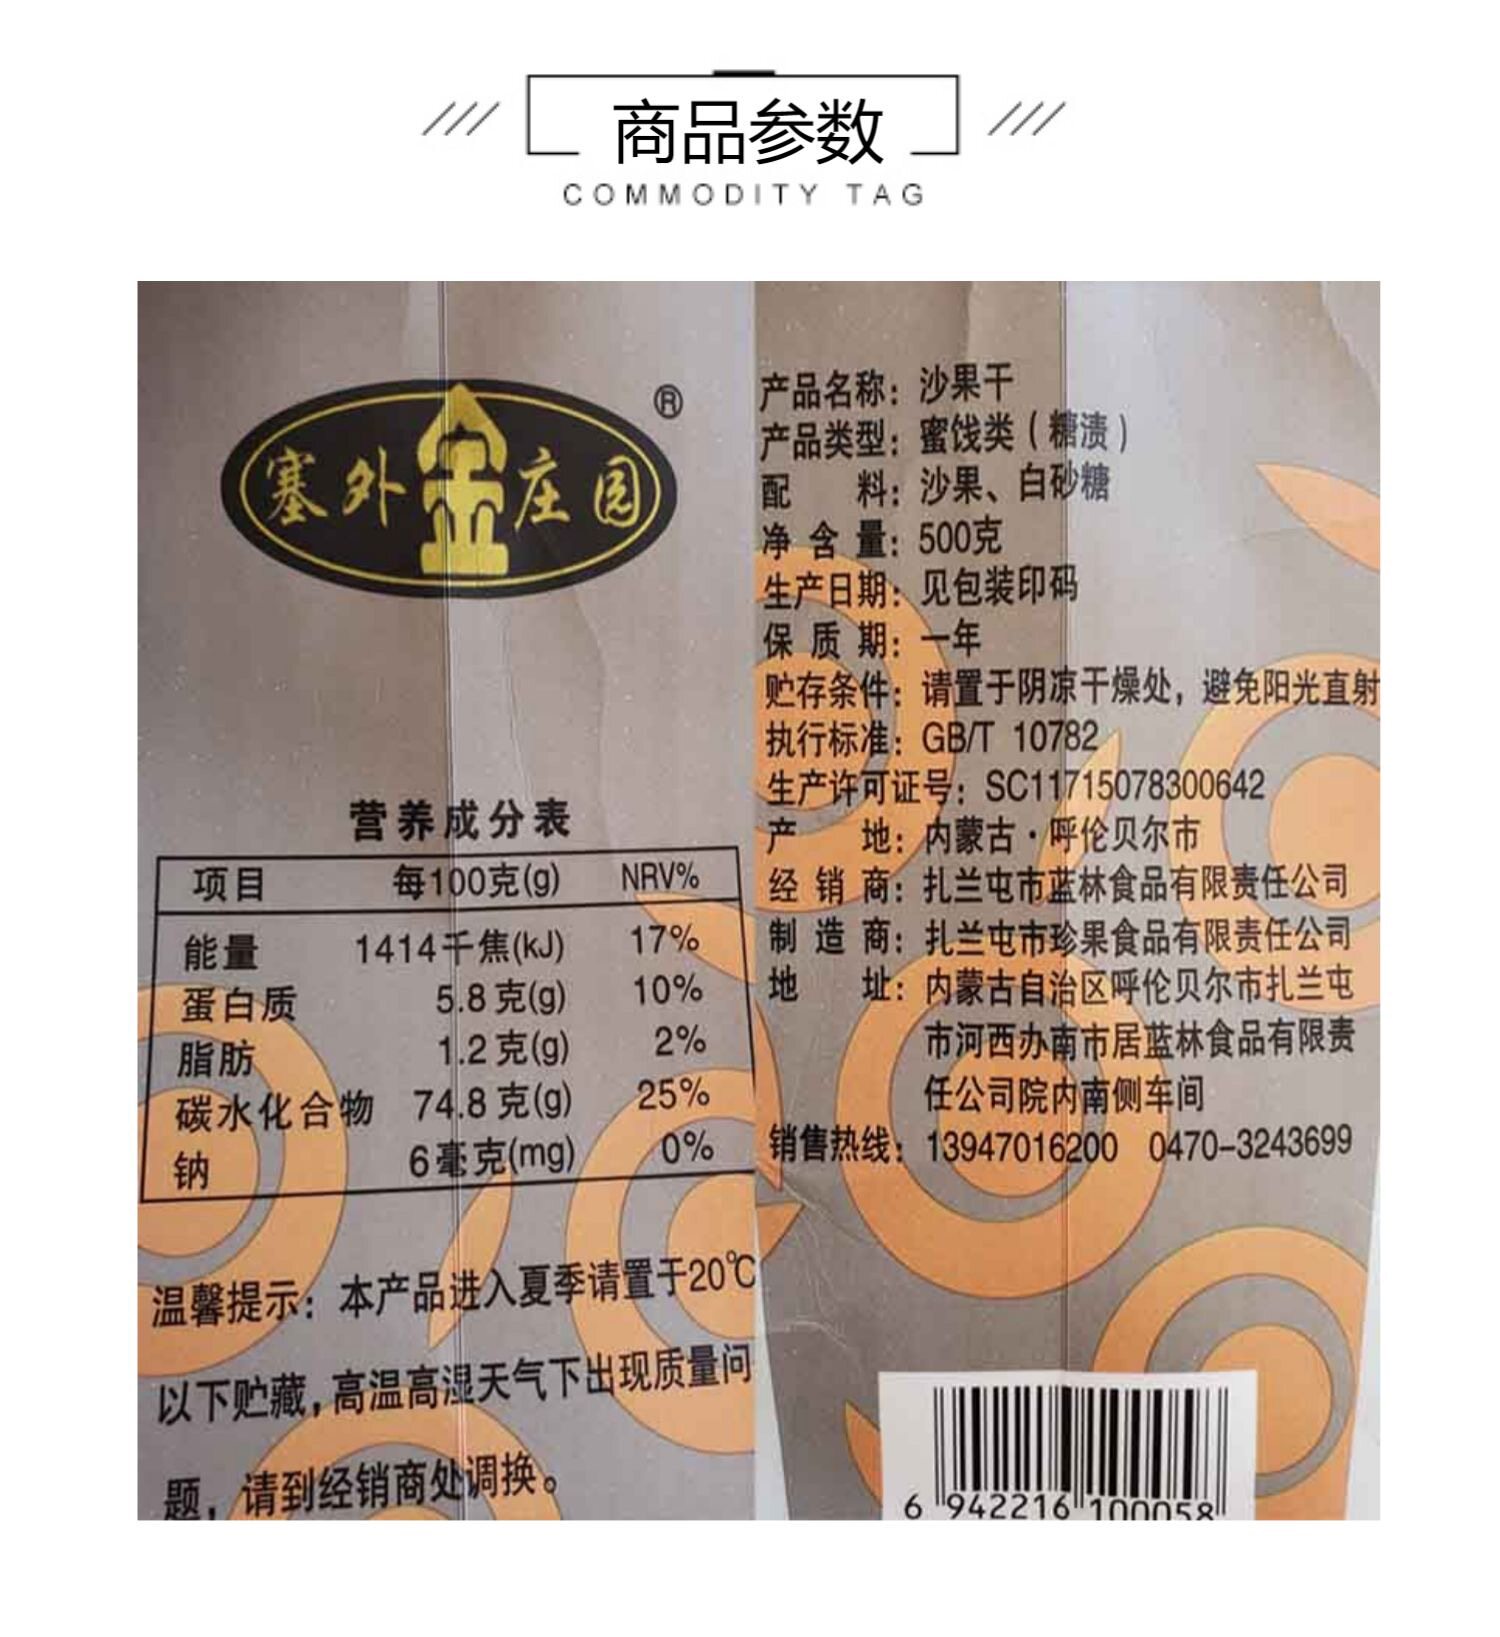 商品参数
COMMODITY TAG
塞外金庄园®
营养成分表
项目 每100克(g) NRV%
能量 1414千焦(kJ) 17%
蛋白质 5.8克(g) 10%
脂肪 1.2克(g) 2%
碳水化合物 74.8克(g) 25%
钠 6毫克(mg) 0%
温馨提示：本产品进入夏季请置于20℃
以下贮藏，高温高湿天气下出现质量问
题，请到经销商处调换。
产品名称：沙果干
产品类型：蜜饯类（糖渍）
配料：沙果、白砂糖
净含量：500克
生产日期：见包装印码
保质期：一年
贮存条件：请置于阴凉干燥处，避免阳光直射
执行标准：GB/T 10782
生产许可证号：SC11715078300642
产地：内蒙古·呼伦贝尔市
经销商：扎兰屯市蓝林食品有限责任公司
制造商：扎兰屯市珍果食品有限责任公司
地址：内蒙古自治区呼伦贝尔市扎兰屯
市河西办南市居蓝林食品有限责
任公司院内南侧车间
销售热线：13947016200 0470-3243699
6 942216 100058